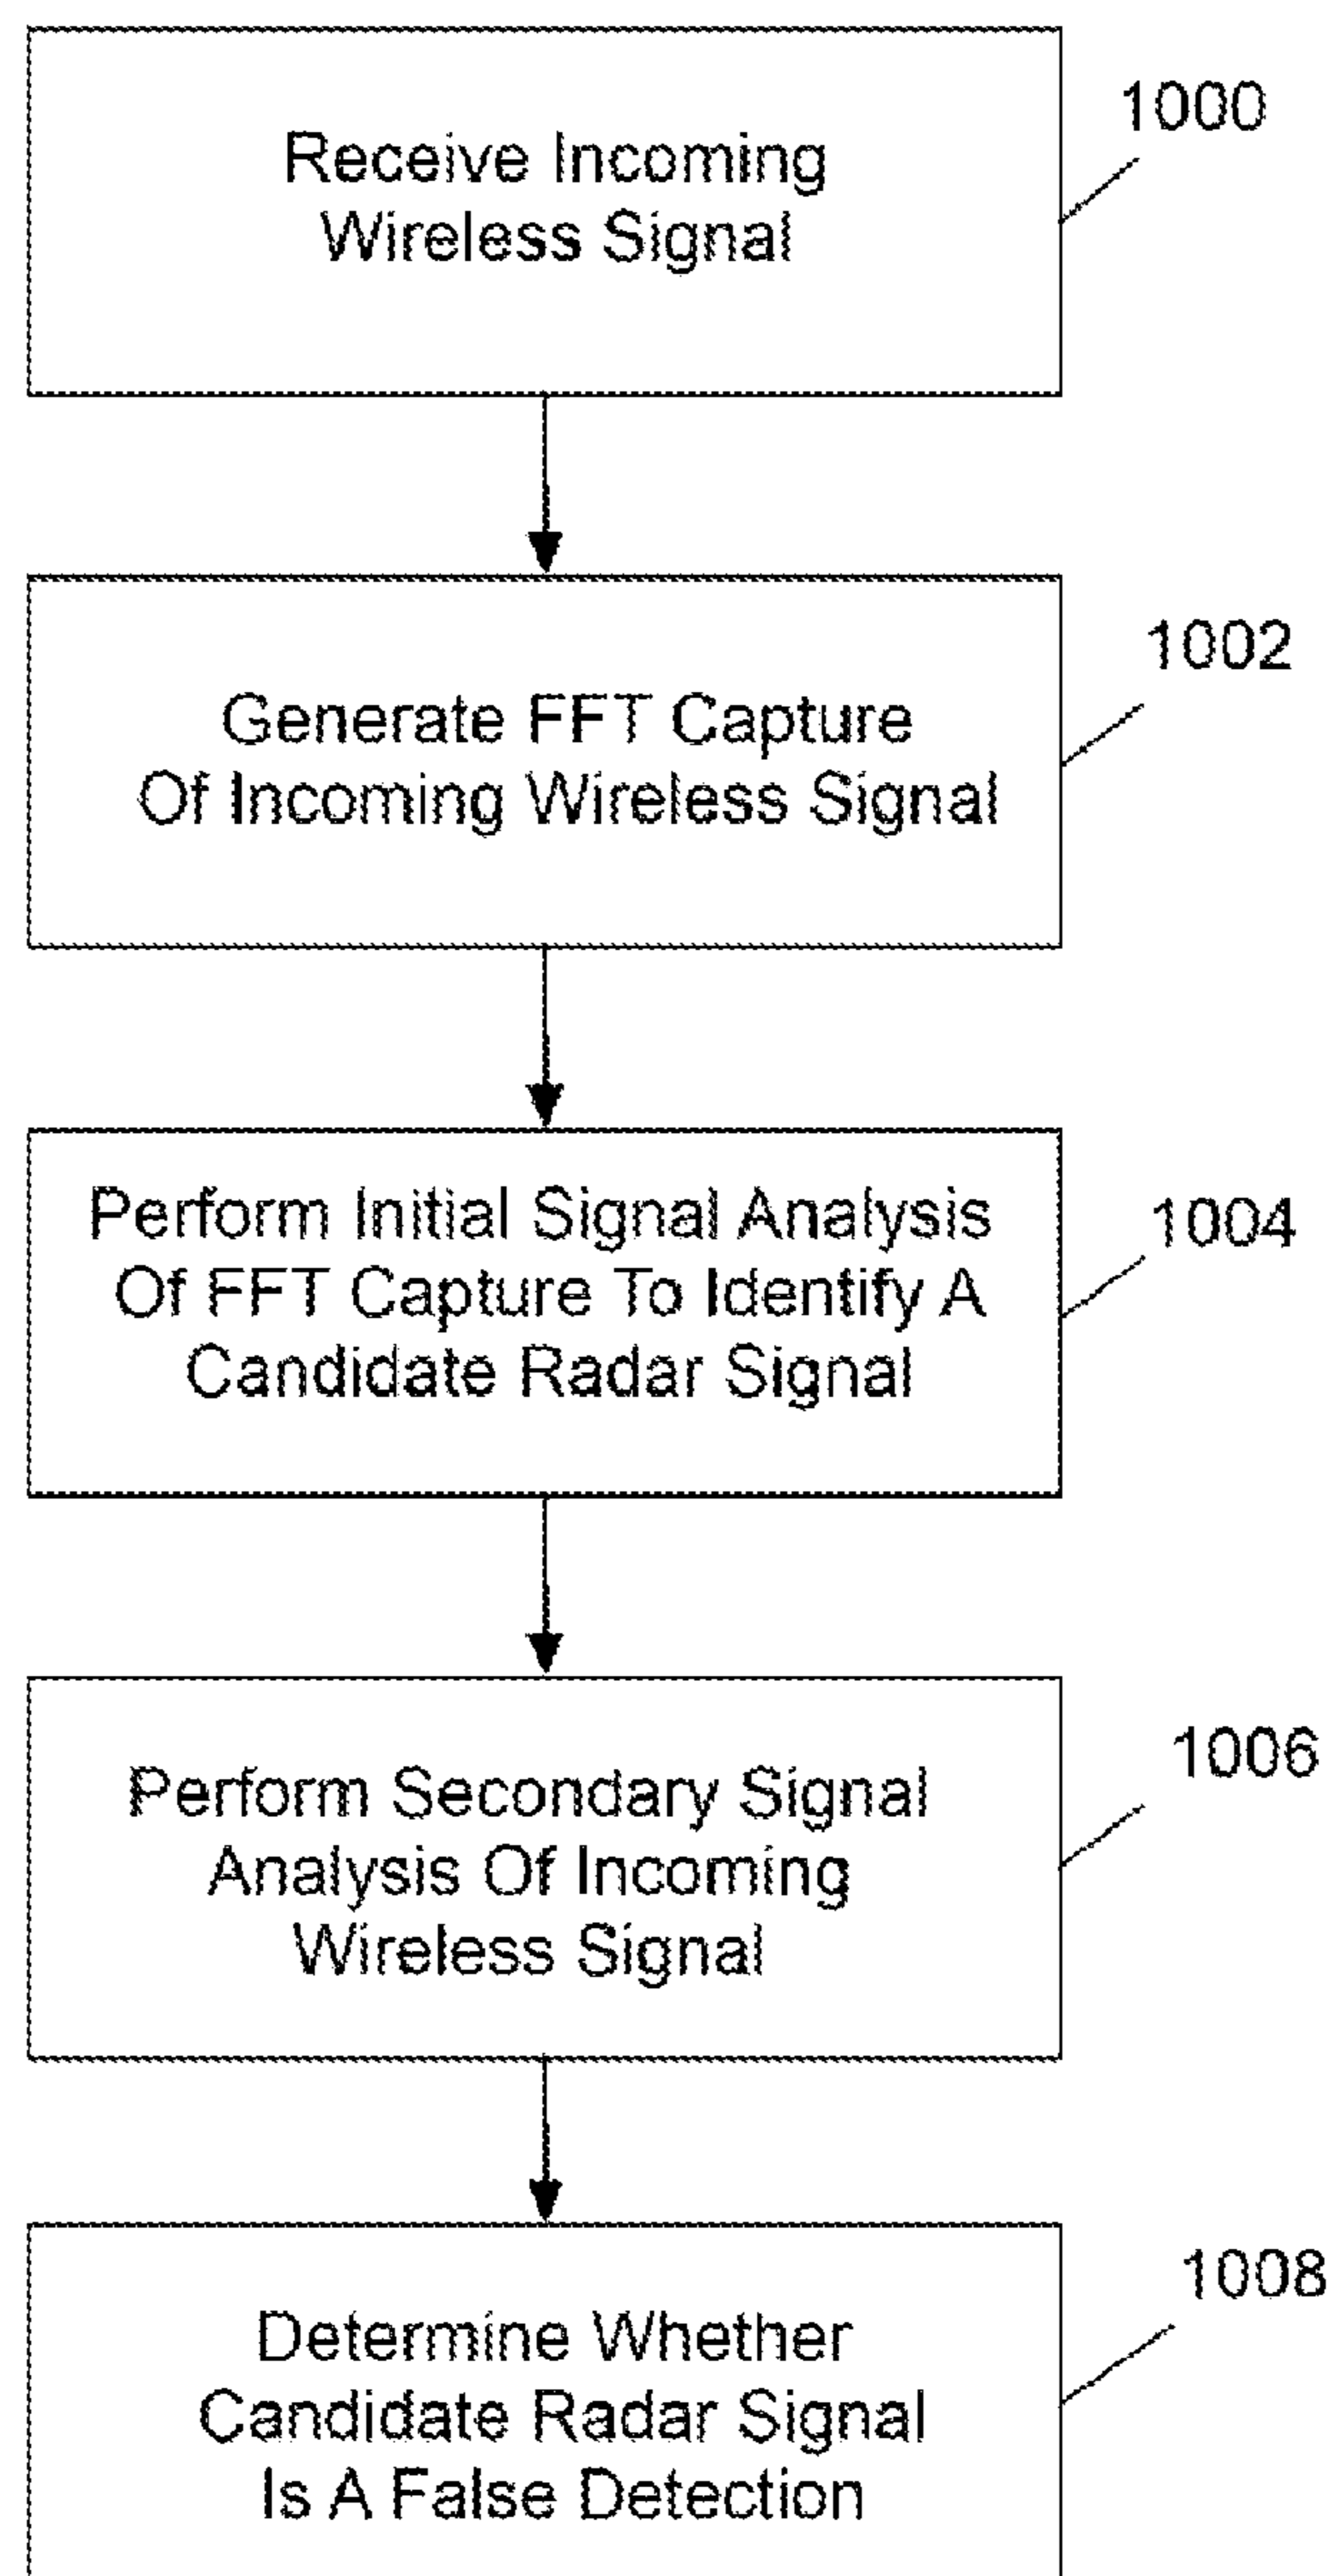 Receive Incoming
Wireless Signal
1000
Generate FFT Capture
Of Incoming Wireless Signal
1002
Perform Initial Signal Analysis
Of FFT Capture To Identify A
Candidate Radar Signal
1004
Perform Secondary Signal
Analysis Of Incoming
Wireless Signal
1006
Determine Whether
Candidate Radar Signal
Is A False Detection
1008